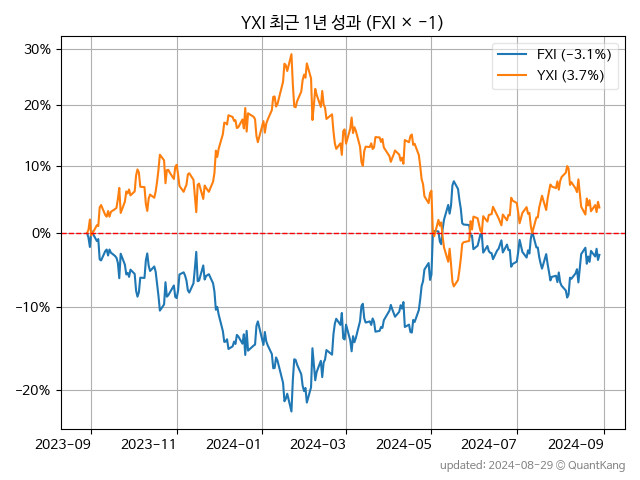 YXI 최근 1년 성과 (FXI × -1)
FXI (-3.1%)
YXI (3.7%)
30%
20%
10%
0%
-10%
-20%
2023-09 2023-11 2024-01 2024-03 2024-05 2024-07 2024-09
updated: 2024-08-29 © QuantKang